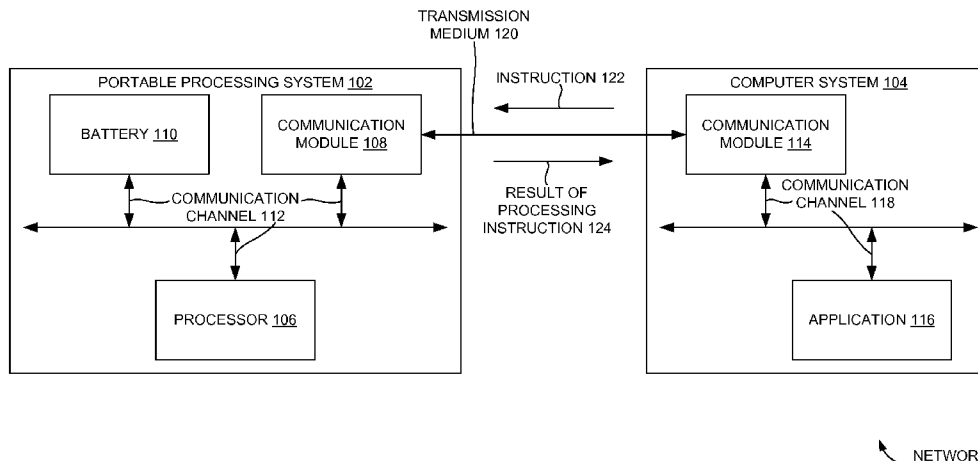 TRANSMISSION
MEDIUM 120
PORTABLE PROCESSING SYSTEM 102
INSTRUCTION 122
COMPUTER SYSTEM 104
BATTERY 110
COMMUNICATION
MODULE 108
COMMUNICATION
MODULE 114
COMMUNICATION
CHANNEL 112
RESULT OF
PROCESSING
INSTRUCTION 124
COMMUNICATION
CHANNEL 118
PROCESSOR 106
APPLICATION 116